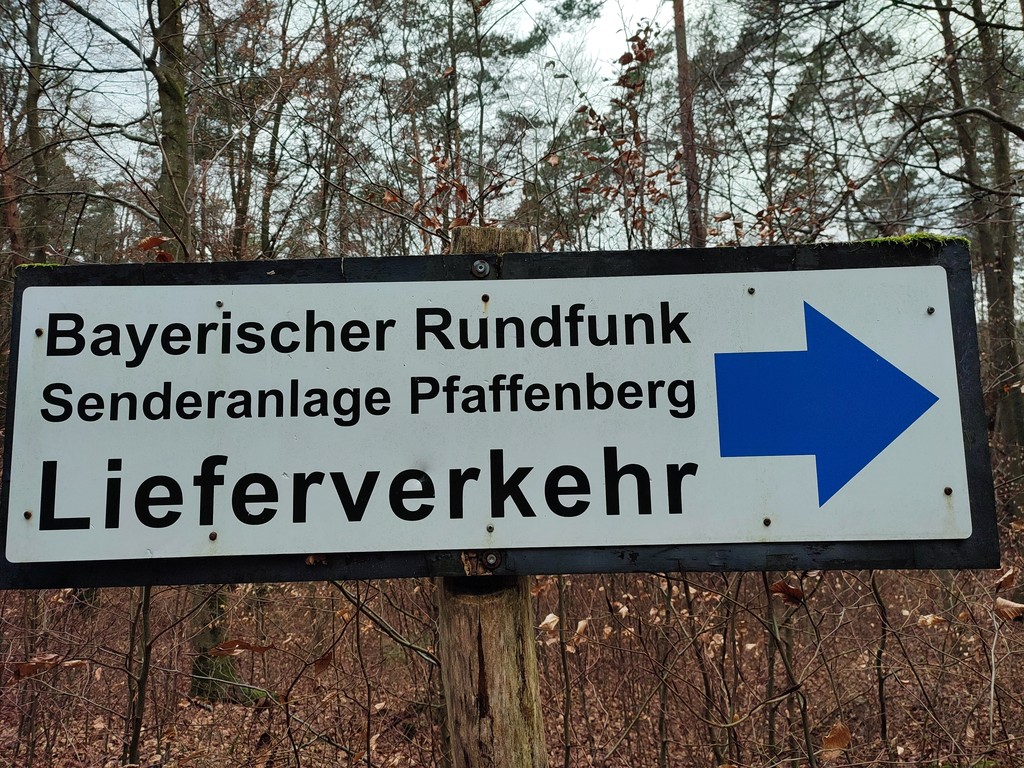 Bayerischer Rundfunk
Senderanlage Pfaffenberg
Lieferverkehr